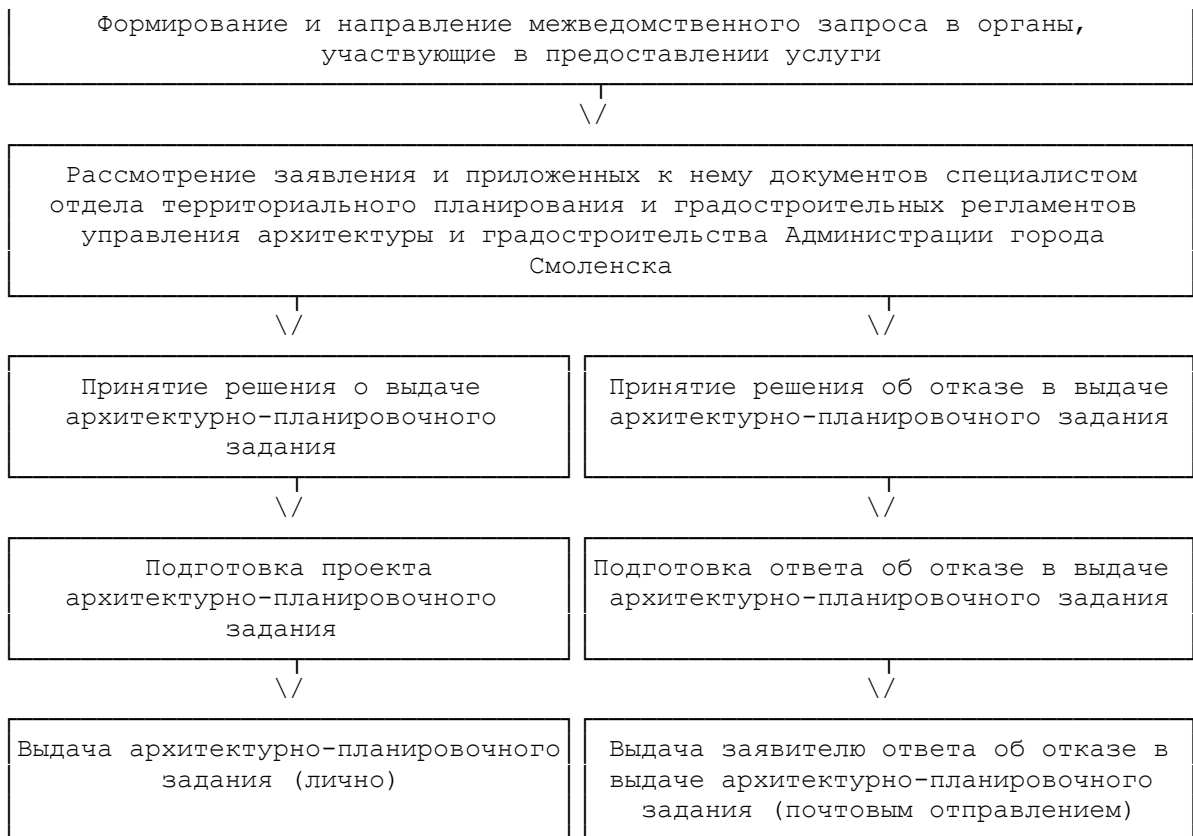 Формирование и направление межведомственного запроса в органы,
участвующие в предоставлении услуги
\/
Рассмотрение заявления и приложенных к нему документов специалистом
отдела территориального планирования и градостроительных регламентов
управления архитектуры и градостроительства Администрации города
Смоленска
\/ \/
Принятие решения о выдаче
архитектурно-планировочного
задания
Принятие решения об отказе в выдаче
архитектурно-планировочного задания
\/ \/
Подготовка проекта
архитектурно-планировочного
задания
Подготовка ответа об отказе в выдаче
архитектурно-планировочного задания
\/ \/
Выдача архитектурно-планировочного
задания (лично)
Выдача заявителю ответа об отказе в
выдаче архитектурно-планировочного
задания (почтовым отправлением)